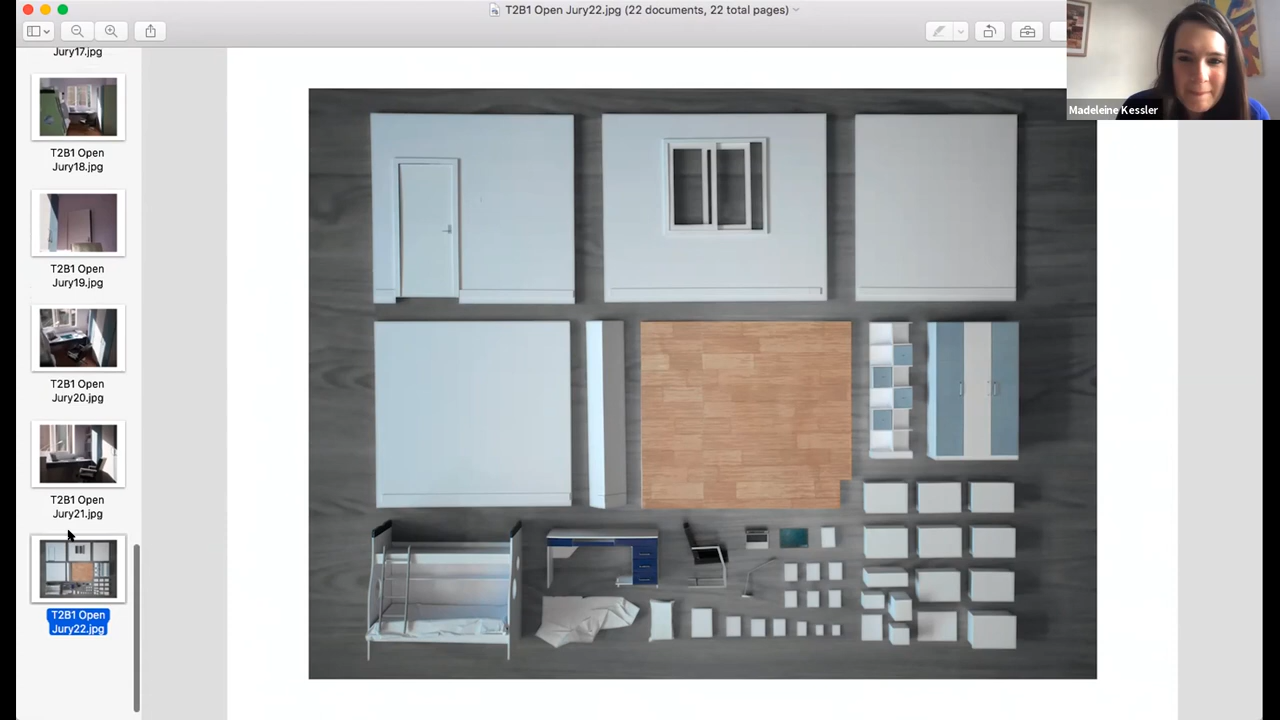 T2B1 Open Jury22.jpg (22 documents, 22 total pages)
Madeleine Kessler
Jury17.jpg
T2B1 Open
Jury18.jpg
T2B1 Open
Jury19.jpg
T2B1 Open
Jury20.jpg
T2B1 Open
Jury21.jpg
T2B1 Open
Jury22.jpg